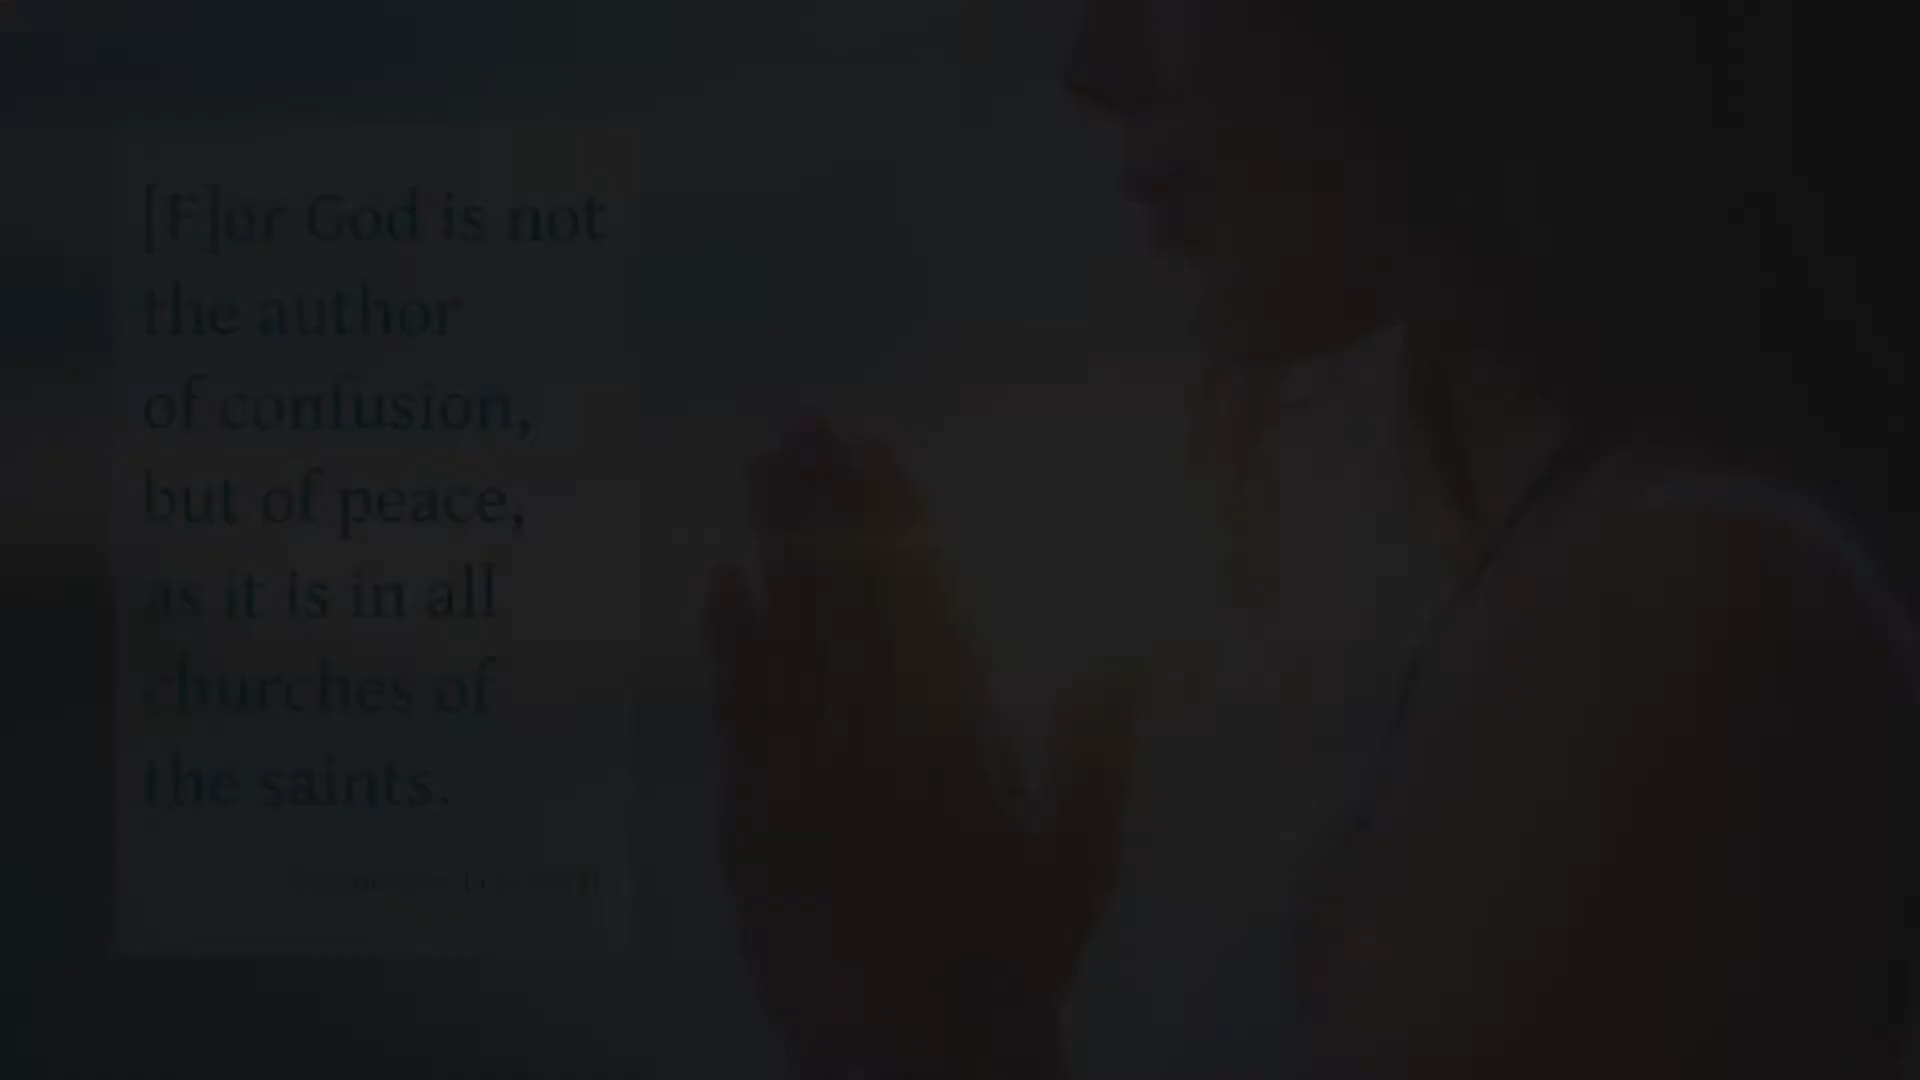 [F]or God is not
the author
of confusion,
but of peace,
as it is in all
churches of
the saints.